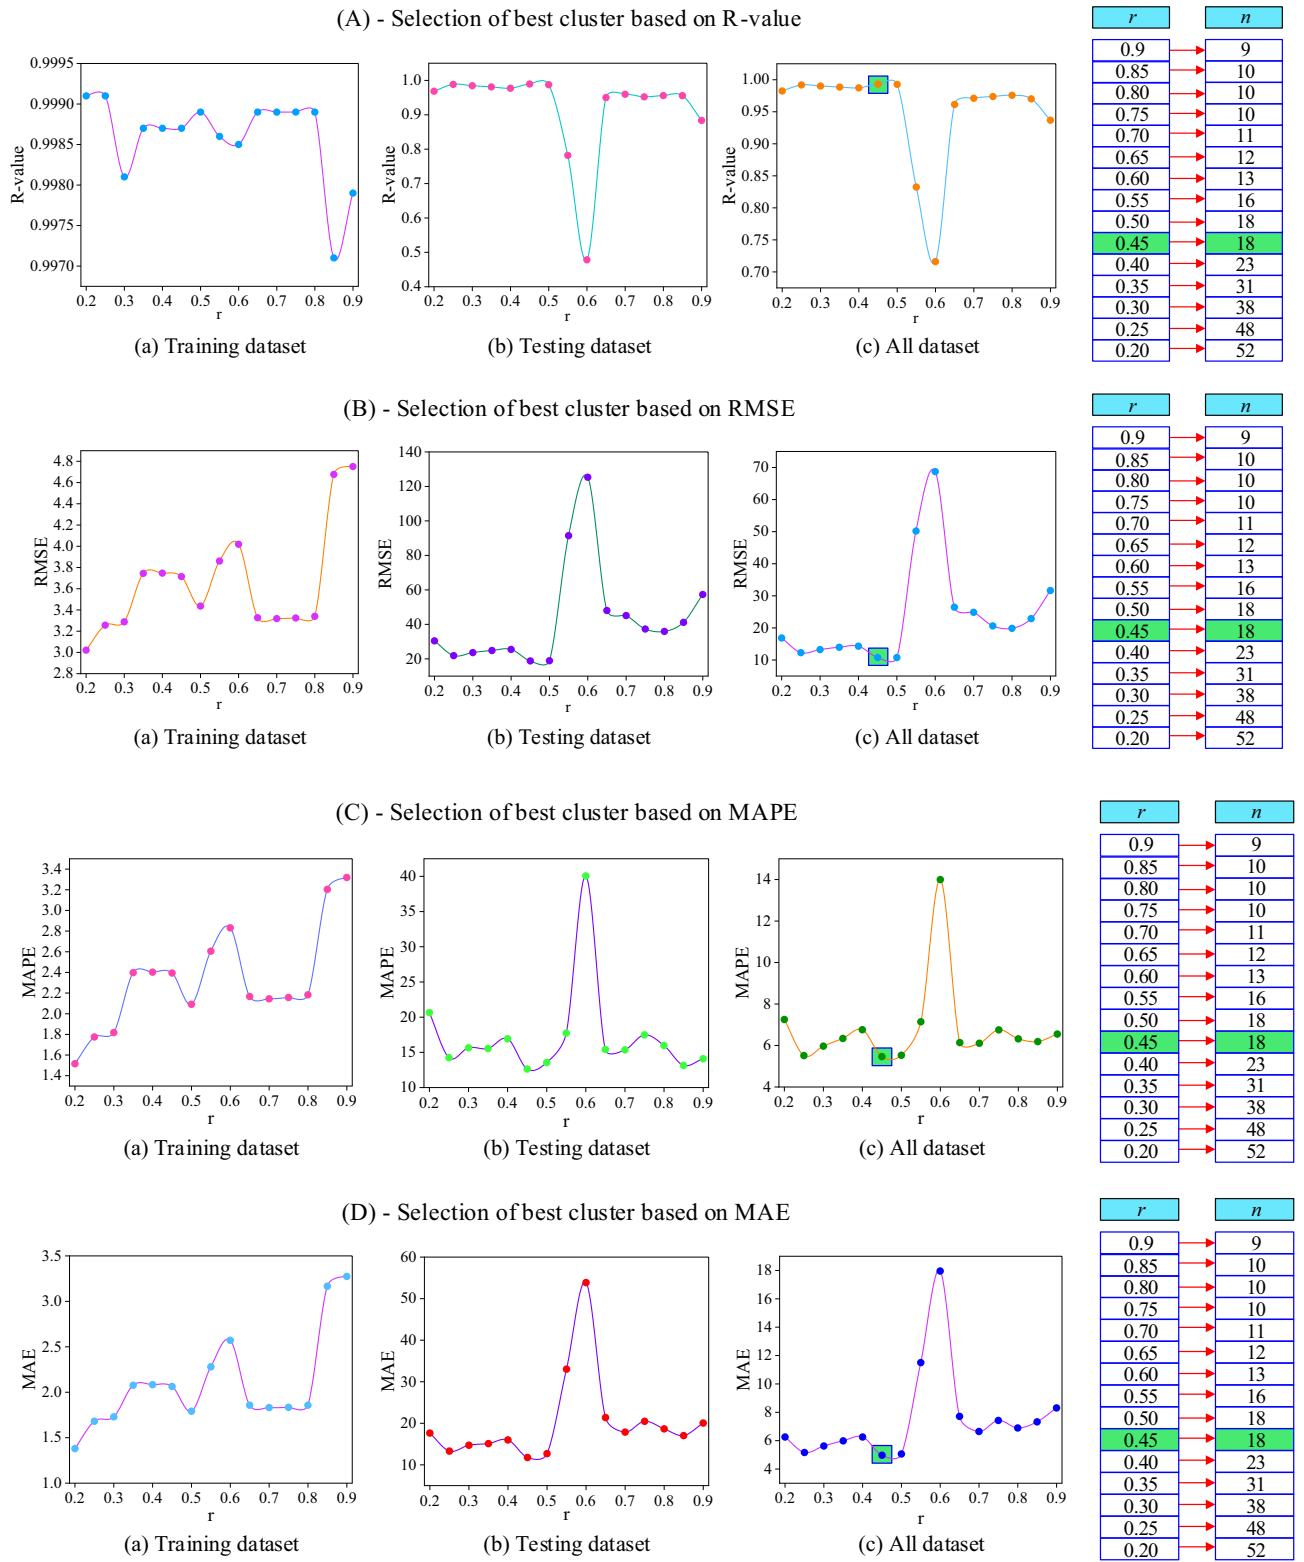 (A) - Selection of best cluster based on R-value
r n
0.9 9
0.85 10
0.80 10
0.75 10
0.70 11
0.65 12
0.60 13
0.55 16
0.50 18
0.45 18
0.40 23
0.35 31
0.30 38
0.25 48
0.20 52
R-value
0.9995
0.9990
0.9985
0.9980
0.9975
0.9970
0.2 0.3 0.4 0.5 0.6 0.7 0.8 0.9
r
(a) Training dataset
R-value
1.0
0.9
0.8
0.7
0.6
0.5
0.4
0.2 0.3 0.4 0.5 0.6 0.7 0.8 0.9
r
(b) Testing dataset
R-value
1.00
0.95
0.90
0.85
0.80
0.75
0.70
0.2 0.3 0.4 0.5 0.6 0.7 0.8 0.9
r
(c) All dataset
(B) - Selection of best cluster based on RMSE
r n
0.9 9
0.85 10
0.80 10
0.75 10
0.70 11
0.65 12
0.60 13
0.55 16
0.50 18
0.45 18
0.40 23
0.35 31
0.30 38
0.25 48
0.20 52
RMSE
4.8
4.6
4.4
4.2
4.0
3.8
3.6
3.4
3.2
3.0
2.8
0.2 0.3 0.4 0.5 0.6 0.7 0.8 0.9
r
(a) Training dataset
RMSE
140
120
100
80
60
40
20
0.2 0.3 0.4 0.5 0.6 0.7 0.8 0.9
r
(b) Testing dataset
RMSE
70
60
50
40
30
20
10
0.2 0.3 0.4 0.5 0.6 0.7 0.8 0.9
r
(c) All dataset
(C) - Selection of best cluster based on MAPE
r n
0.9 9
0.85 10
0.80 10
0.75 10
0.70 11
0.65 12
0.60 13
0.55 16
0.50 18
0.45 18
0.40 23
0.35 31
0.30 38
0.25 48
0.20 52
MAPE
3.4
3.2
3.0
2.8
2.6
2.4
2.2
2.0
1.8
1.6
1.4
0.2 0.3 0.4 0.5 0.6 0.7 0.8 0.9
r
(a) Training dataset
MAPE
40
35
30
25
20
15
10
0.2 0.3 0.4 0.5 0.6 0.7 0.8 0.9
r
(b) Testing dataset
MAPE
14
12
10
8
6
4
0.2 0.3 0.4 0.5 0.6 0.7 0.8 0.9
r
(c) All dataset
(D) - Selection of best cluster based on MAE
r n
0.9 9
0.85 10
0.80 10
0.75 10
0.70 11
0.65 12
0.60 13
0.55 16
0.50 18
0.45 18
0.40 23
0.35 31
0.30 38
0.25 48
0.20 52
MAE
3.5
3.0
2.5
2.0
1.5
1.0
0.2 0.3 0.4 0.5 0.6 0.7 0.8 0.9
r
(a) Training dataset
MAE
60
50
40
30
20
10
0.2 0.3 0.4 0.5 0.6 0.7 0.8 0.9
r
(b) Testing dataset
MAE
18
16
14
12
10
8
6
4
0.2 0.3 0.4 0.5 0.6 0.7 0.8 0.9
r
(c) All dataset